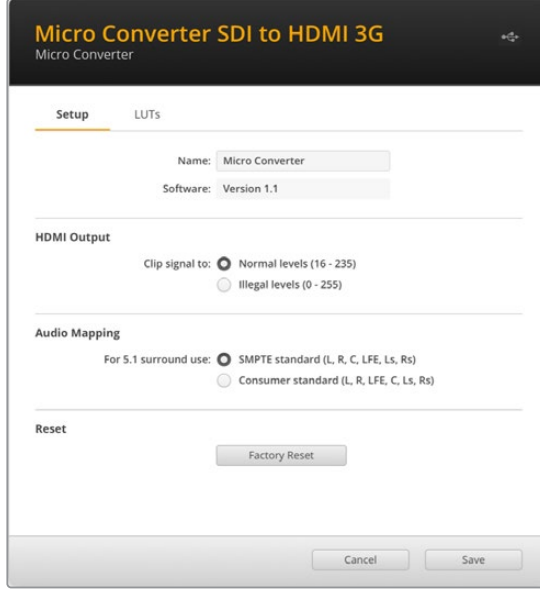 Micro Converter SDI to HDMI 3G
Micro Converter
Setup LUTs
Name: Micro Converter
Software: Version 1.1
HDMI Output
Clip signal to: Normal levels (16 - 235)
Illegal levels (0 - 255)
Audio Mapping
For 5.1 surround use: SMPTE standard (L, R, C, LFE, Ls, Rs)
Consumer standard (L, R, LFE, C, Ls, Rs)
Reset
Factory Reset
Cancel Save